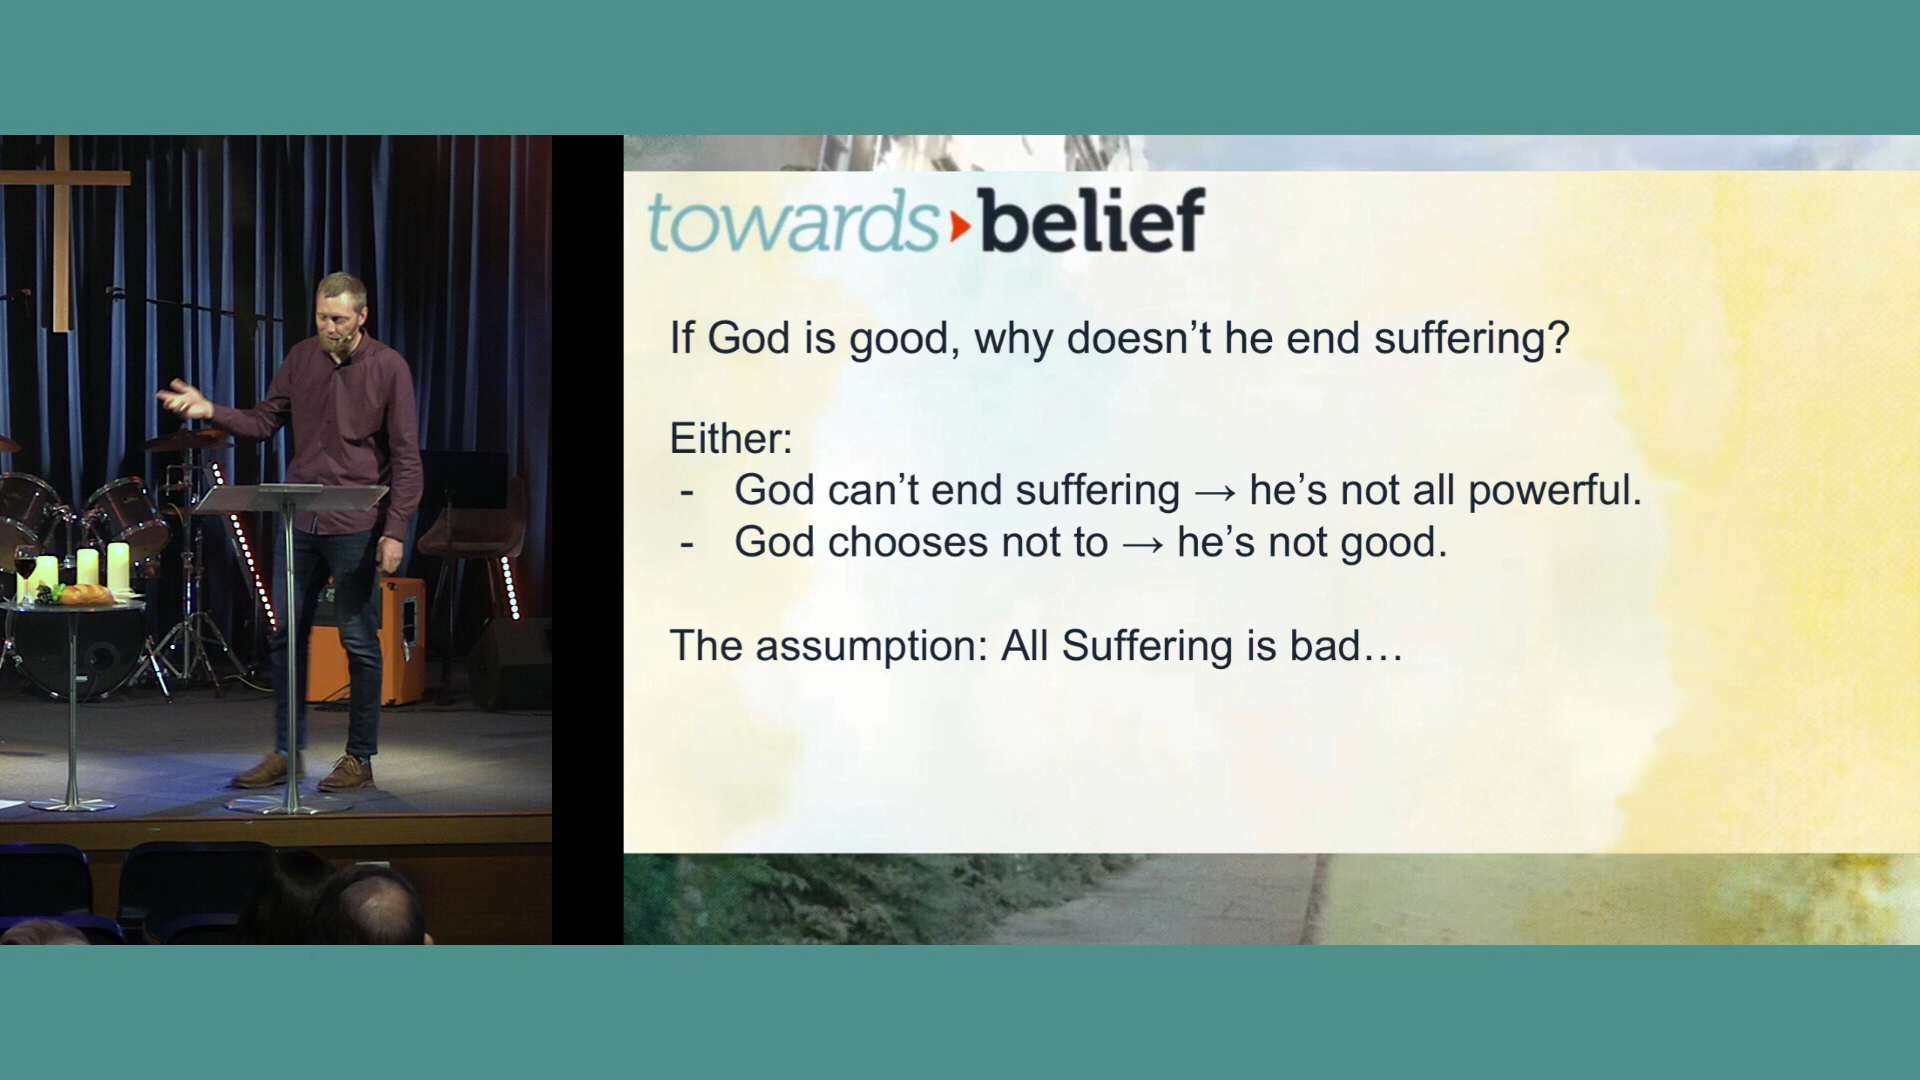 towards belief
If God is good, why doesn’t he end suffering?
Either:
- God can’t end suffering → he’s not all powerful.
- God chooses not to → he’s not good.
The assumption: All Suffering is bad…